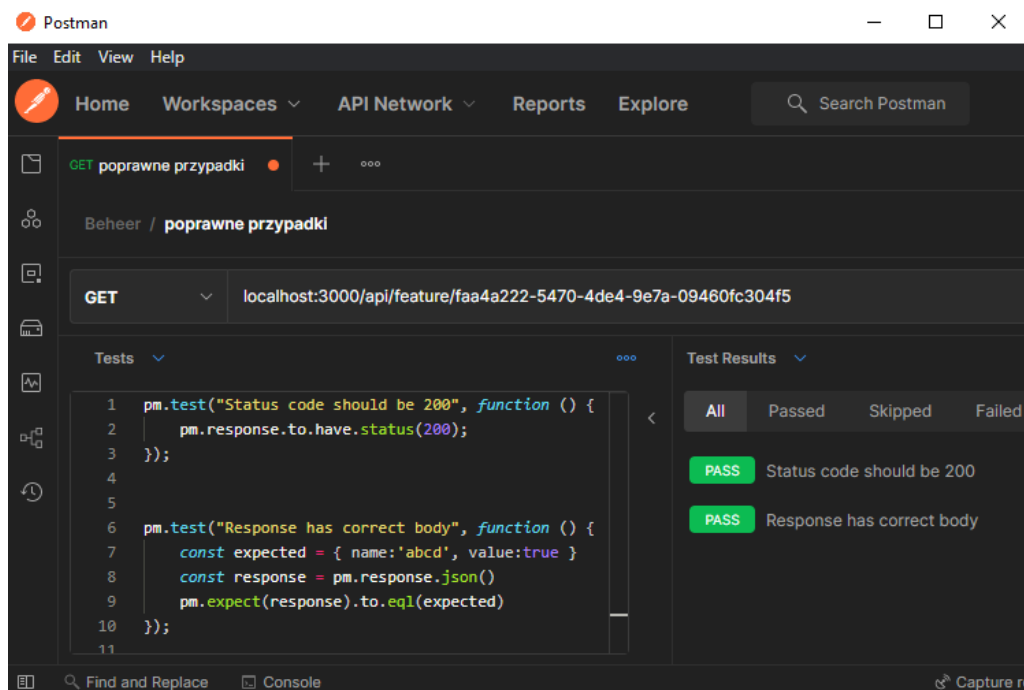 Postman
File Edit View Help
Home Workspaces API Network Reports Explore Search Postman
GET poprawne przypadki
Beheer / poprawne przypadki
GET localhost:3000/api/feature/faa4a222-5470-4de4-9e7a-09460fc304f5
Tests
1 pm.test("Status code should be 200", function () {
2 pm.response.to.have.status(200);
3 });
4
5
6 pm.test("Response has correct body", function () {
7 const expected = { name:'abcd', value:true }
8 const response = pm.response.json()
9 pm.expect(response).to.eql(expected)
10 });
11
Test Results
All Passed Skipped Failed
PASS Status code should be 200
PASS Response has correct body
Find and Replace Console Capture r